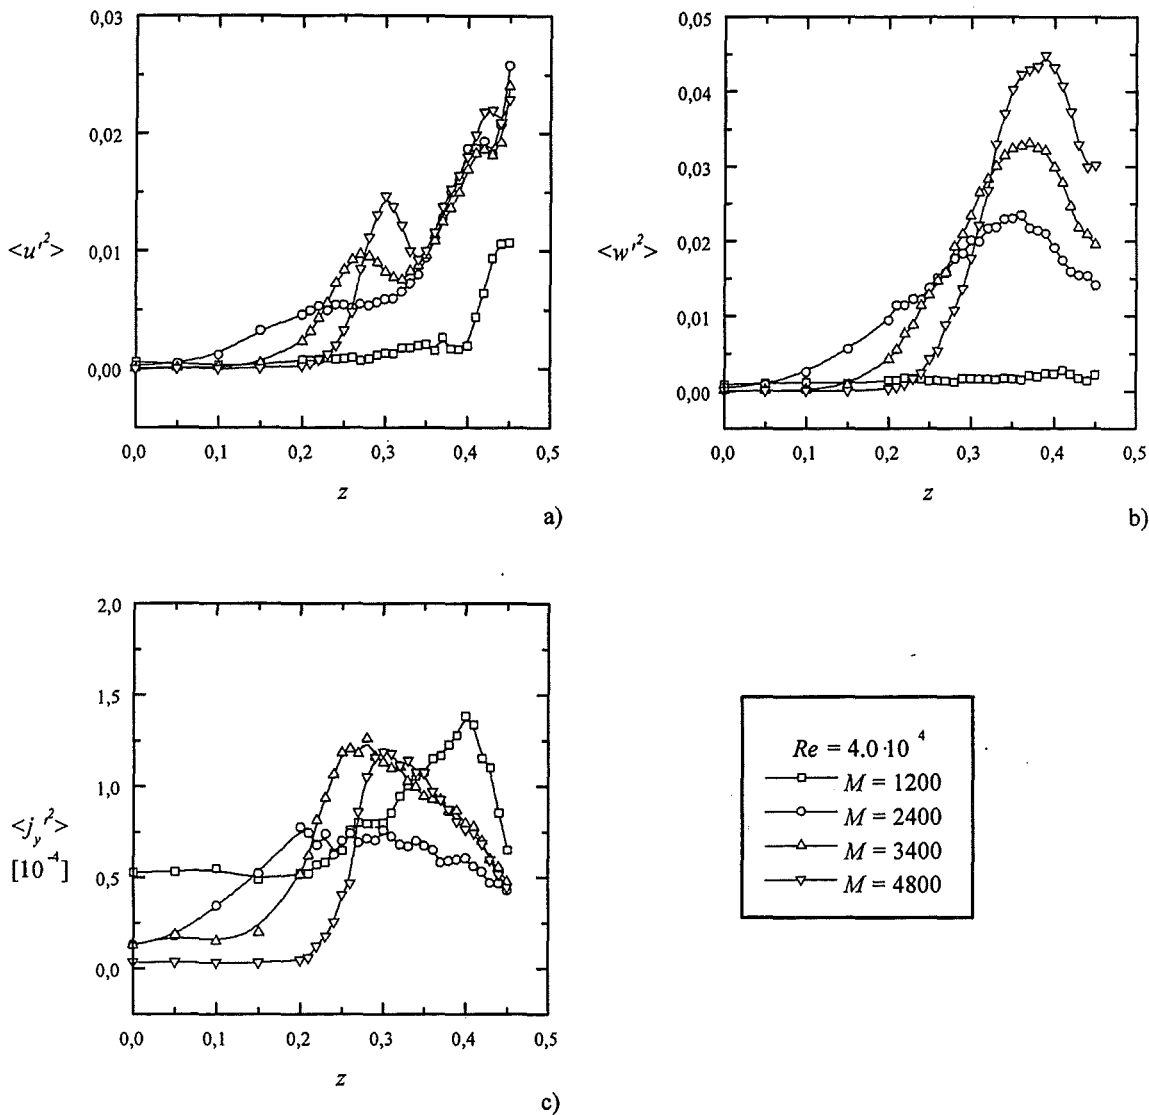 0,03
0,02
0,01
0,00
<u'²>
0,0 0,1 0,2 0,3 0,4 0,5
z
a)
0,05
0,04
0,03
0,02
0,01
0,00
<w'²>
0,0 0,1 0,2 0,3 0,4 0,5
z
b)
2,0
1,5
1,0
0,5
0,0
<j_y'²>
[10⁻⁴]
0,0 0,1 0,2 0,3 0,4 0,5
z
c)
Re = 4.0·10⁴
M = 1200
M = 2400
M = 3400
M = 4800